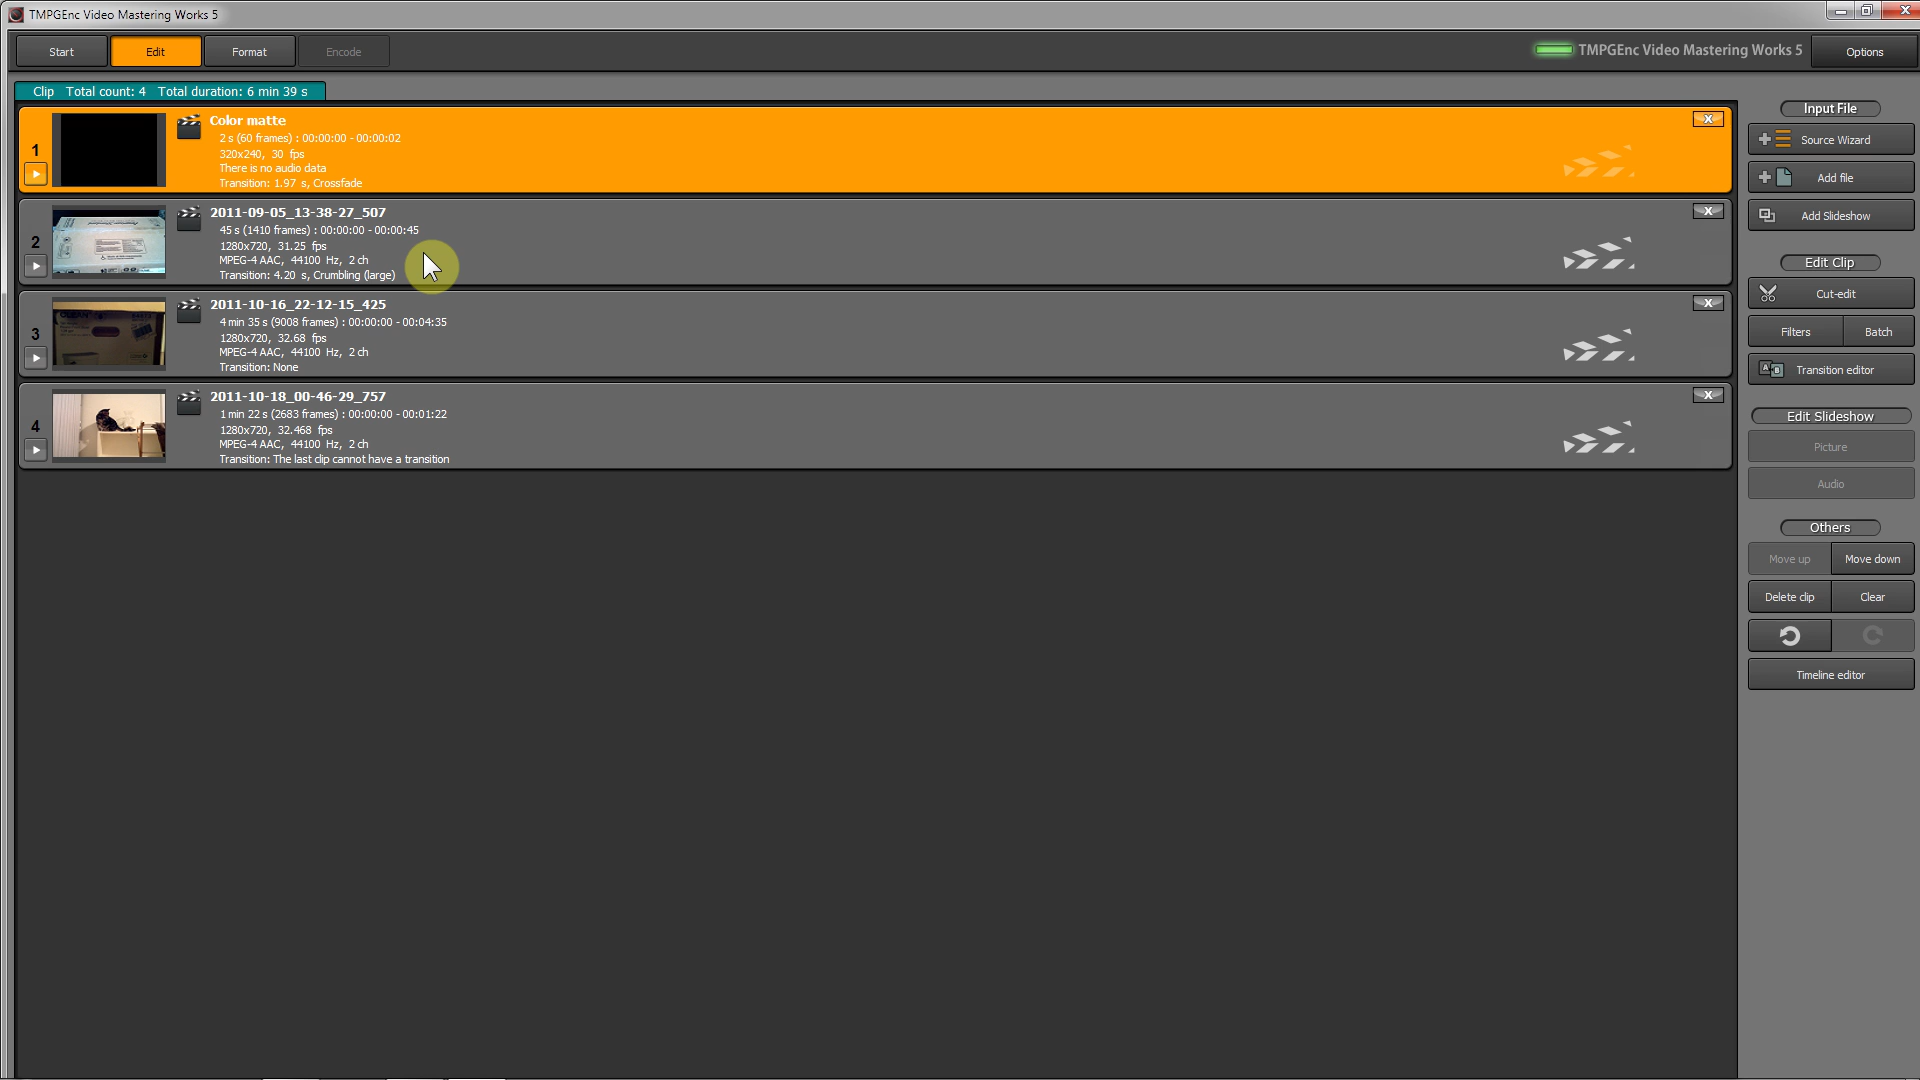 TMPGEnc Video Mastering Works 5
Start Edit Format Encode
TMPGEnc Video Mastering Works 5 Options
Clip Total count: 4 Total duration: 6 min 39 s
1
Color matte
2 s (60 frames) : 00:00:00 - 00:00:02
320x240, 30 fps
There is no audio data
Transition: 1.97 s, Crossfade
X
2
2011-09-05_13-38-27_507
45 s (1410 frames) : 00:00:00 - 00:00:45
1280x720, 31.25 fps
MPEG-4 AAC, 44100 Hz, 2 ch
Transition: 4.20 s, Crumbling (large)
X
3
2011-10-16_22-12-15_425
4 min 35 s (9008 frames) : 00:00:00 - 00:04:35
1280x720, 32.68 fps
MPEG-4 AAC, 44100 Hz, 2 ch
Transition: None
X
4
2011-10-18_00-46-29_757
1 min 22 s (2683 frames) : 00:00:00 - 00:01:22
1280x720, 32.468 fps
MPEG-4 AAC, 44100 Hz, 2 ch
Transition: The last clip cannot have a transition
X
Input File
Source Wizard
Add file
Add Slideshow
Edit Clip
Cut-edit
Filters Batch
Transition editor
Edit Slideshow
Picture
Audio
Others
Move up Move down
Delete clip Clear
Timeline editor